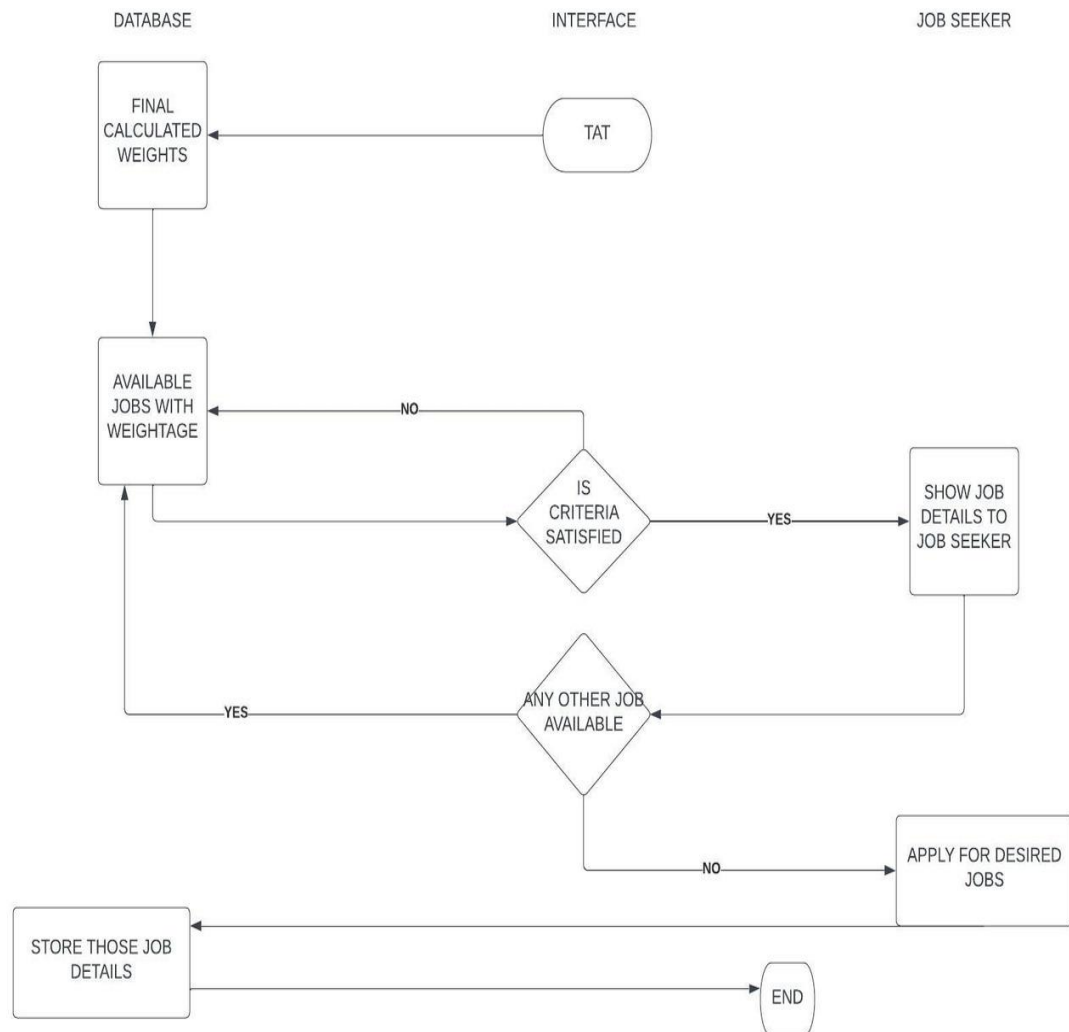 DATABASE
INTERFACE
JOB SEEKER
FINAL
CALCULATED
WEIGHTS
TAT
AVAILABLE
JOBS WITH
WEIGHTAGE
NO
IS
CRITERIA
SATISFIED
YES
SHOW JOB
DETAILS TO
JOB SEEKER
ANY OTHER JOB
AVAILABLE
YES
NO
APPLY FOR DESIRED
JOBS
STORE THOSE JOB
DETAILS
END